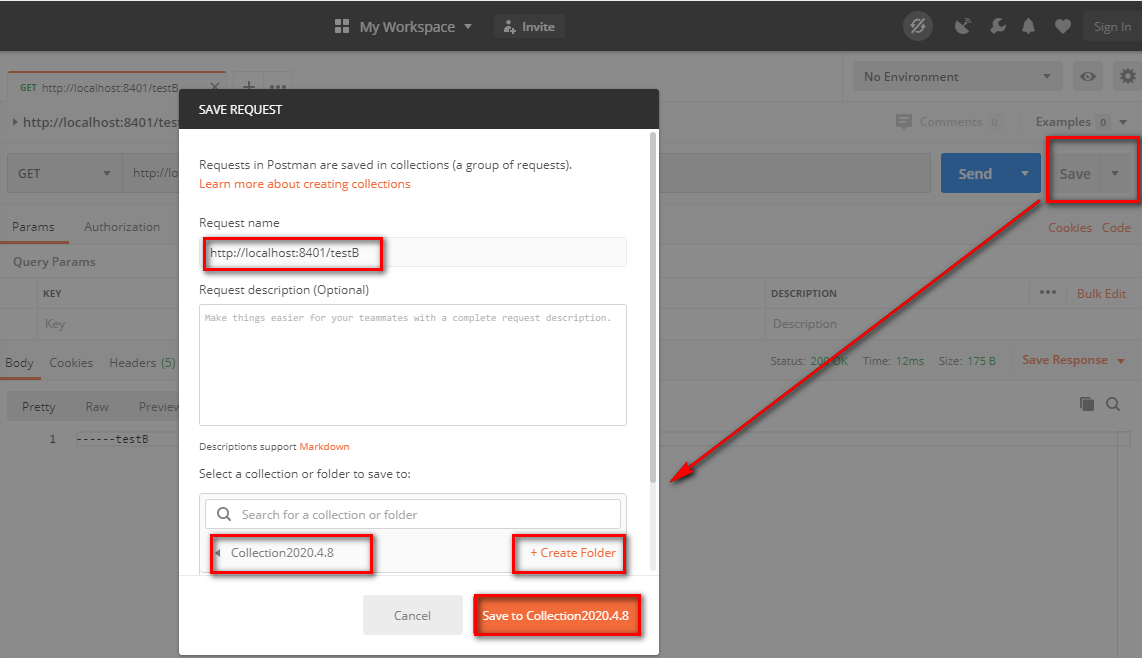 My Workspace
Invite
Sign In
GET http://localhost:8401/testB
No Environment
http://localhost:8401/tes
Comments 0
Examples 0
GET
http://lo
Send
Save
Params
Authorization
Cookies Code
Query Params
KEY
DESCRIPTION
Bulk Edit
Key
Description
Body Cookies Headers (5)
Status: 200 OK Time: 12ms Size: 175 B
Save Response
Pretty Raw Preview
1 ------testB
SAVE REQUEST
Requests in Postman are saved in collections (a group of requests).
Learn more about creating collections
Request name
http://localhost:8401/testB
Request description (Optional)
Make things easier for your teammates with a complete request description.
Descriptions support Markdown
Select a collection or folder to save to:
Search for a collection or folder
Collection2020.4.8
+ Create Folder
Cancel
Save to Collection2020.4.8